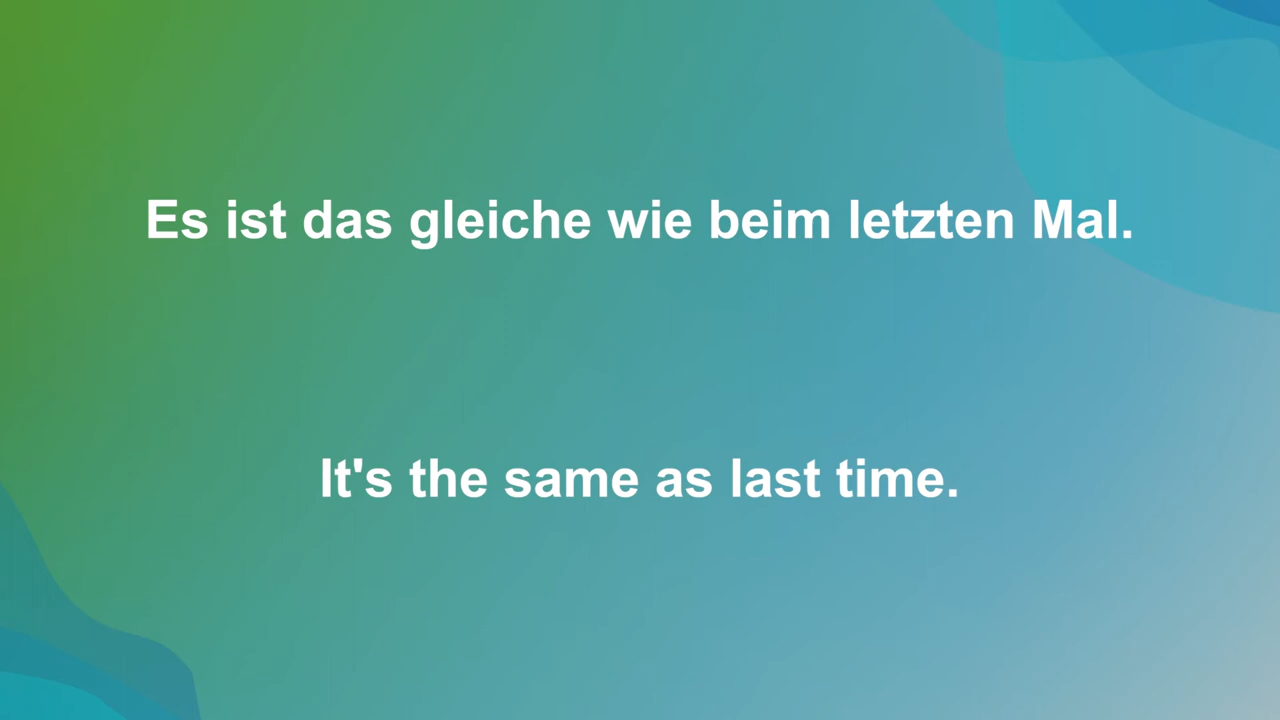 Es ist das gleiche wie beim letzten Mal.
It's the same as last time.